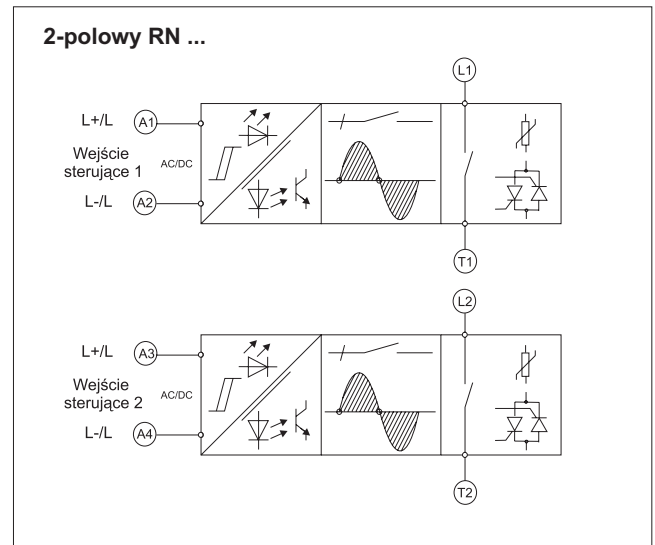 2-polowy RN ...
L1
L+/L A1
Wejście
sterujące 1
AC/DC
L-/L A2
T1
L2
L+/L A3
Wejście
sterujące 2
AC/DC
L-/L A4
T2